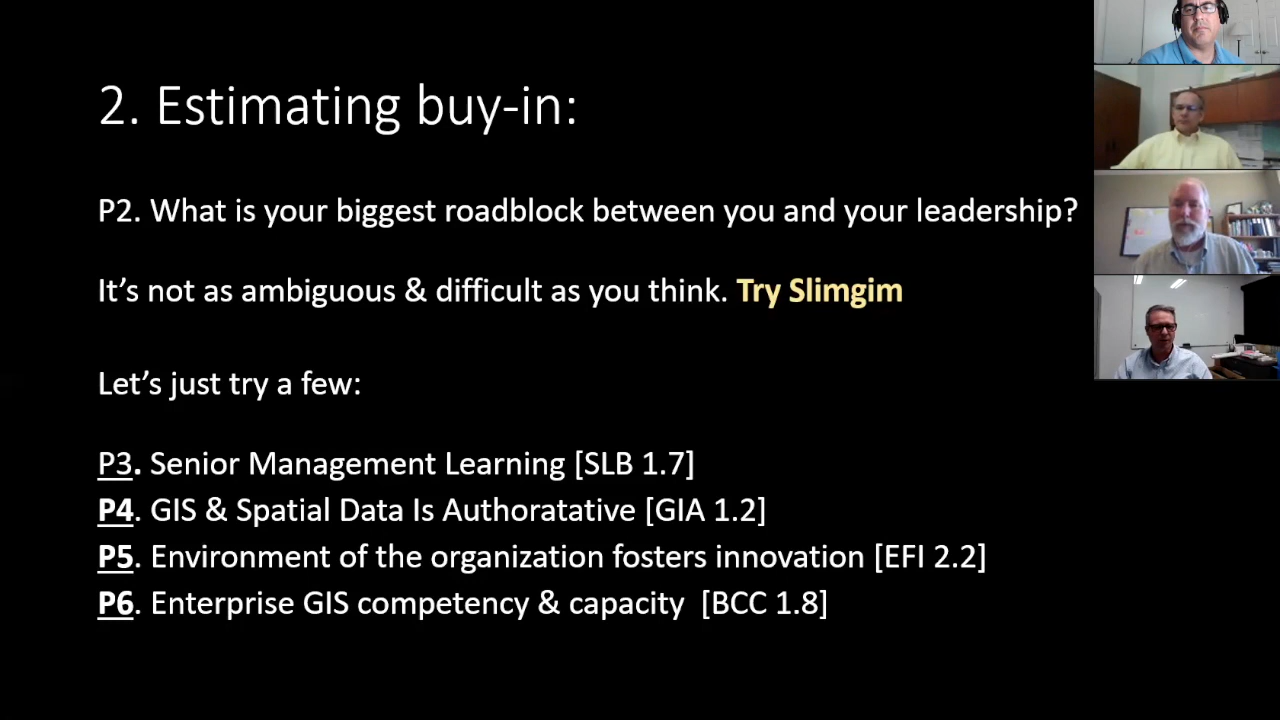 2. Estimating buy-in:
P2. What is your biggest roadblock between you and your leadership?
It’s not as ambiguous & difficult as you think. Try Slimgim
Let’s just try a few:
P3. Senior Management Learning [SLB 1.7]
P4. GIS & Spatial Data Is Authoratative [GIA 1.2]
P5. Environment of the organization fosters innovation [EFI 2.2]
P6. Enterprise GIS competency & capacity  [BCC 1.8]